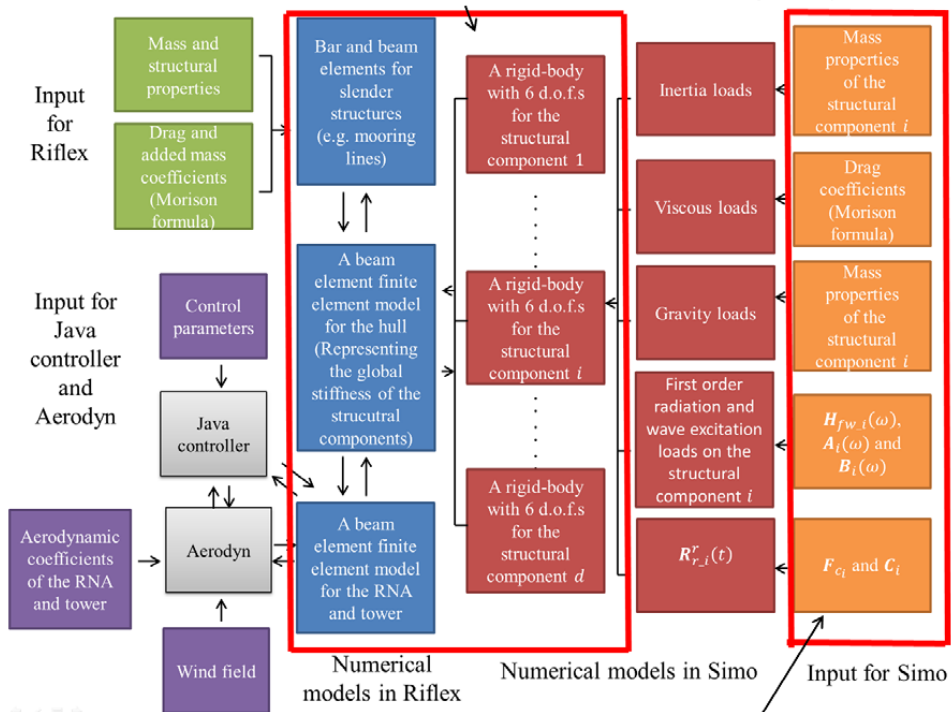 Input
for
Riflex
Mass and
structural
properties
Drag and
added mass
coefficients
(Morison
formula)
Bar and beam
elements for
slender
structures
(e.g. mooring
lines)
A rigid-body
with 6 d.o.f.s
for the
structural
component 1
Inertia loads
Mass
properties
of the
structural
component i
Viscous loads
Drag
coefficients
(Morison
formula)
Input for
Java
controller
and
Aerodyn
Control
parameters
A beam
element finite
element model
for the hull
(Representing
the global
stiffness of the
strucutral
components)
A rigid-body
with 6 d.o.f.s
for the
structural
component i
Gravity loads
Mass
properties
of the
structural
component i
Java
controller
First order
radiation and
wave excitation
loads on the
structural
component i
H_{fw_i}(ω),
A_i(ω) and
B_i(ω)
Aerodynamic
coefficients
of the RNA
and tower
Aerodyn
A beam
element finite
element model
for the RNA
and tower
A rigid-body
with 6 d.o.f.s
for the
structural
component d
R^r_{r_i}(t)
F_{c_i} and C_i
Wind field
Numerical
models in Riflex
Numerical models in Simo
Input for Simo